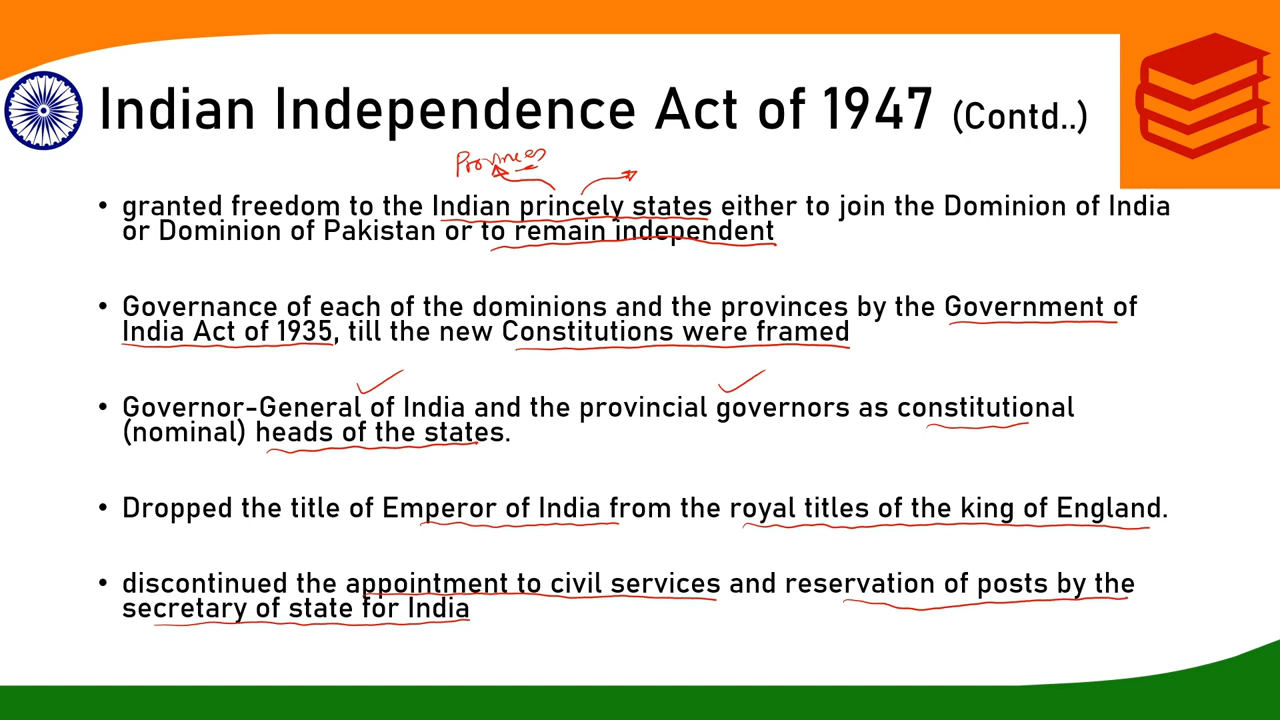 Indian Independence Act of 1947 (Contd..)
Provinces
• granted freedom to the Indian princely states either to join the Dominion of India
or Dominion of Pakistan or to remain independent
• Governance of each of the dominions and the provinces by the Government of
India Act of 1935, till the new Constitutions were framed
• Governor-General of India and the provincial governors as constitutional
(nominal) heads of the states.
• Dropped the title of Emperor of India from the royal titles of the king of England.
• discontinued the appointment to civil services and reservation of posts by the
secretary of state for India